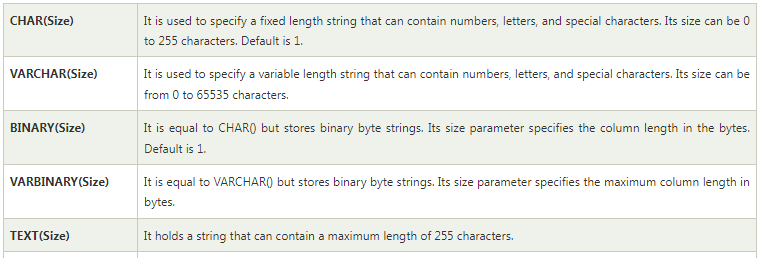 CHAR(Size) It is used to specify a fixed length string that can contain numbers, letters, and special characters. Its size can be 0
to 255 characters. Default is 1.
VARCHAR(Size) It is used to specify a variable length string that can contain numbers, letters, and special characters. Its size can be
from 0 to 65535 characters.
BINARY(Size) It is equal to CHAR() but stores binary byte strings. Its size parameter specifies the column length in the bytes.
Default is 1.
VARBINARY(Size) It is equal to VARCHAR() but stores binary byte strings. Its size parameter specifies the maximum column length in
bytes.
TEXT(Size) It holds a string that can contain a maximum length of 255 characters.